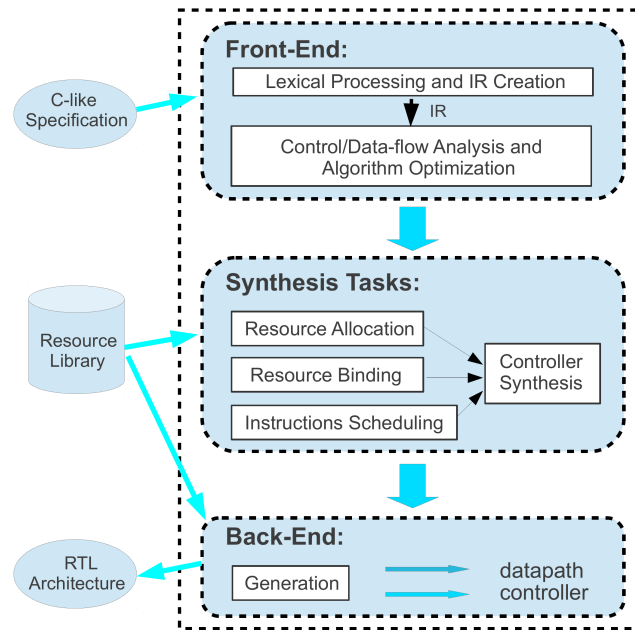 Front-End:
Lexical Processing and IR Creation
C-like
Specification
IR
Control/Data-flow Analysis and
Algorithm Optimization
Synthesis Tasks:
Resource Allocation
Resource
Library
Resource Binding
Controller
Synthesis
Instructions Scheduling
Back-End:
RTL
Architecture
Generation
datapath
controller